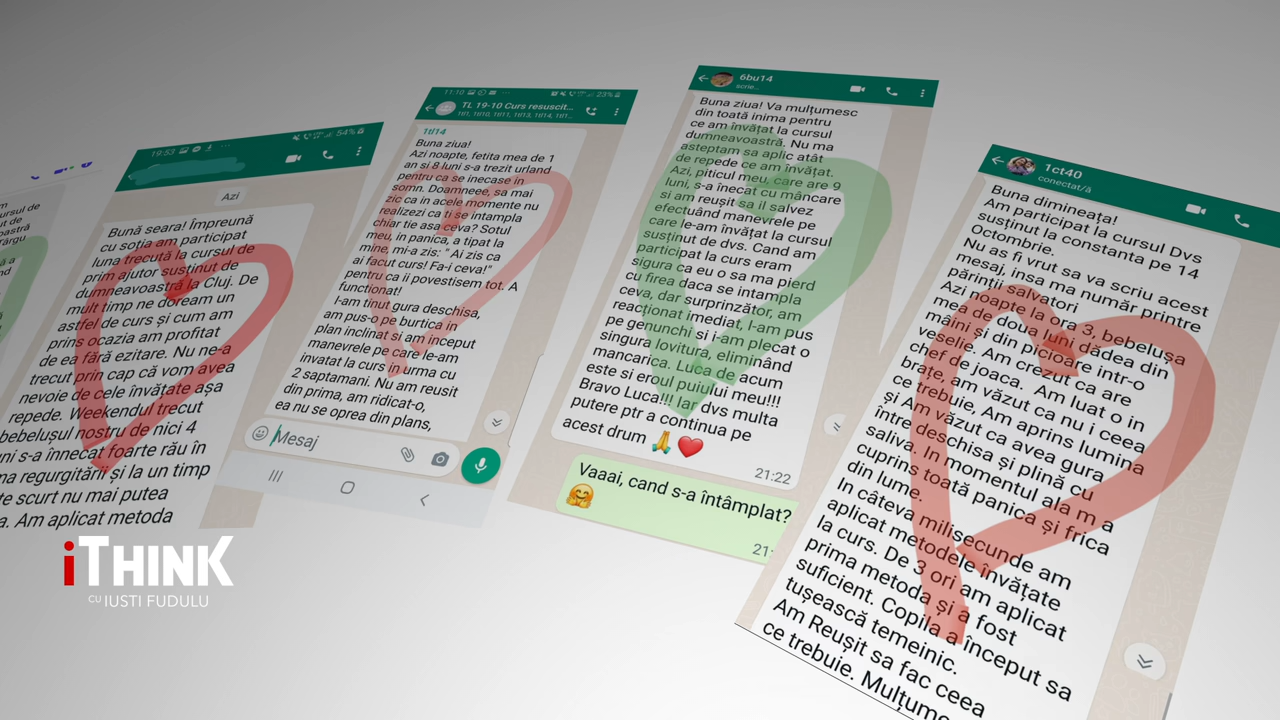 19:53
54%
Azi
Bună seara! Împreună
cu soția am participat
luna trecută la cursul de
prim ajutor susținut de
dumneavoastră la Cluj. De
mult timp ne doream un
astfel de curs și cum am
prins ocazia am profitat
de ea fără ezitare. Nu ne-a
trecut prin cap că vom avea
nevoie de cele învățate așa
repede. Weekendul trecut
bebelușul nostru de nici 4
s-a înnecat foarte rău în
regurgitării și la un timp
scurt nu mai putea
Am aplicat metoda
11:10
23%
TL 19-10 Curs resuscit...
1tl1, 1tl10, 1tl11, 1tl13, 1tl14, 1tl1...
1tl14
Buna ziua!
Azi noapte, fetita mea de 1
an si 8 luni s-a trezit urland
pentru ca se inecase in
somn. Doamneee, sa mai
zic ca in acele momente nu
realizezi ca ti se intampla
chiar tie asa ceva? Sotul
meu, in panica, a tipat la
mine, mi-a zis: " Ai zis ca
ai facut curs! Fa-i ceva!"
pentru ca ii povestisem tot. A
functionat!
I-am tinut gura deschisa,
am pus-o pe burtica in
plan inclinat si am inceput
manevrele pe care le-am
invatat la curs in urma cu
2 saptamani. Nu am reusit
din prima, am ridicat-o,
ea nu se oprea din plans,
Mesaj
6bu14
scrie...
Buna ziua! Va mulțumesc
din toată inima pentru
ce am învățat la cursul
dumneavoastră. Nu ma
asteptam sa aplic atât
de repede ce am învățat.
Azi, piticul meu, care are 9
luni, s-a înecat cu mâncare
si am reușit sa il salvez
efectuând manevrele pe
care le-am învățat la cursul
susținut de dvs. Cand am
participat la curs eram
sigura ca eu o sa ma pierd
cu firea daca se intampla
ceva, dar surprinzător, am
reacționat imediat, l-am pus
pe genunchi si i-am plecat o
singura lovitura, eliminând
mancarica. Luca de acum
este si eroul puiului meu!!!
Bravo Luca!!! Iar dvs multa
putere ptr a continua pe
acest drum 🙏❤️
21:22
Vaaai, cand s-a întâmplat?
🤗
21:
1ct40
conectat/ă
Buna dimineața!
Am participat la cursul Dvs
susținut la constanta pe 14
Octombrie.
Nu as fi vrut sa va scriu acest
mesaj, insa ma număr printre
părinții salvatori
Azi noapte la ora 3, bebelușa
mea de doua luni dădea din
mâini și din picioare intr-o
veselie. Am crezut ca are
chef de joaca. Am luat o in
brațe, am văzut ca nu i ceea
ce trebuie, Am aprins lumina
și Am văzut ca avea gura
între deschisa și plină cu
saliva. In momentul ala m a
cuprins toată panica și frica
din lume.
In câteva milisecunde am
aplicat metodele învățate
la curs. De 3 ori am aplicat
prima metoda și a fost
suficient. Copila a început sa
tușească temeinic.
Am Reușit sa fac ceea
ce trebuie.
iTHINK
CU IUSTI FUDULU